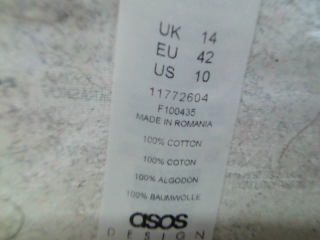 UK 14
EU 42
US 10
11772604
F100435
MADE IN ROMANIA
100% COTTON
100% COTON
100% ALGODON
100% BAUMWOLLE
asos
DESIGN